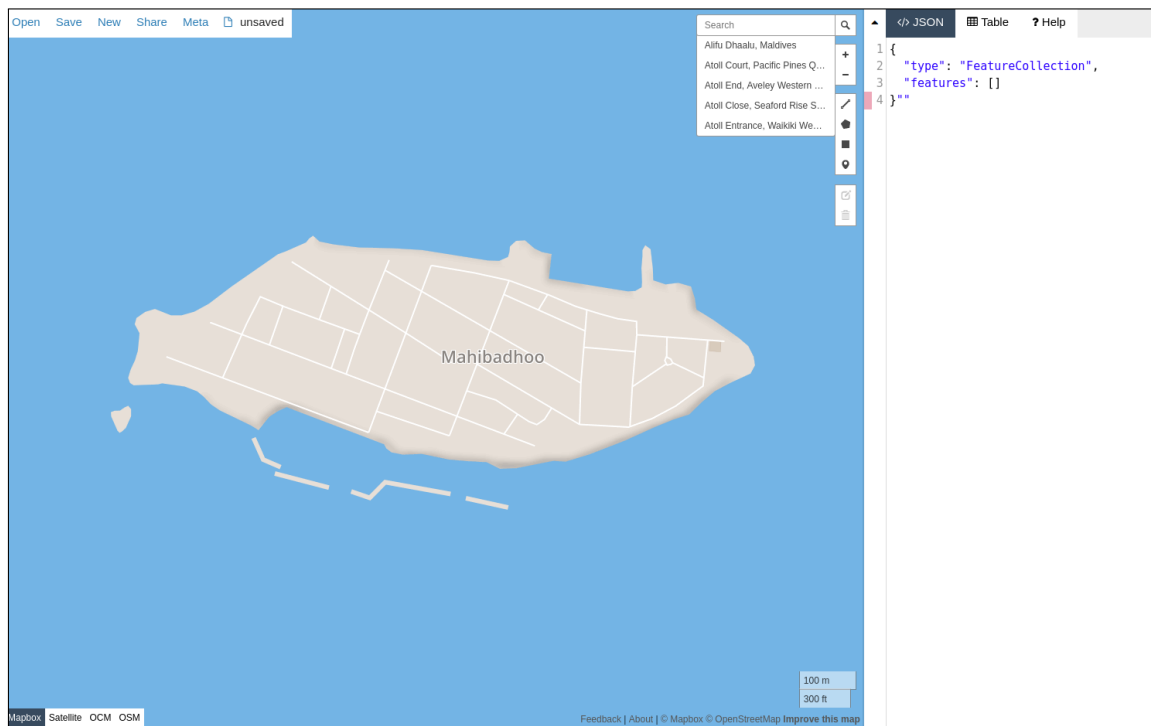 Open Save New Share Meta unsaved
Search
Alifu Dhaalu, Maldives
Atoll Court, Pacific Pines Q…
Atoll End, Aveley Western …
Atoll Close, Seaford Rise S…
Atoll Entrance, Waikiki We…
+
−
</> JSON Table ? Help
1 {
2 "type": "FeatureCollection",
3 "features": []
4 }""
Mahibadhoo
100 m
300 ft
Mapbox Satellite OCM OSM
Feedback | About | © Mapbox © OpenStreetMap Improve this map